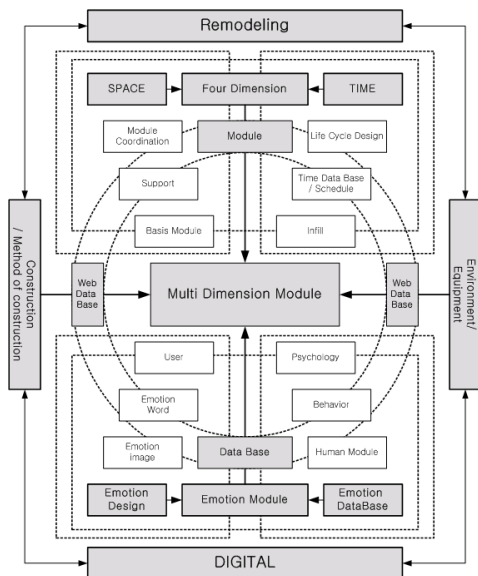 Remodeling
SPACE
Four Dimension
TIME
Module
Coordination
Module
Life Cycle Design
Support
Time Data Base
/ Schedule
Basis Module
Infill
Construction
/ Method of construction
Web
Data
Base
Multi Dimension Module
Web
Data
Base
Environment/
Equipment
User
Psychology
Emotion
Word
Behavior
Emotion
image
Data Base
Human Module
Emotion
Design
Emotion Module
Emotion
DataBase
DIGITAL